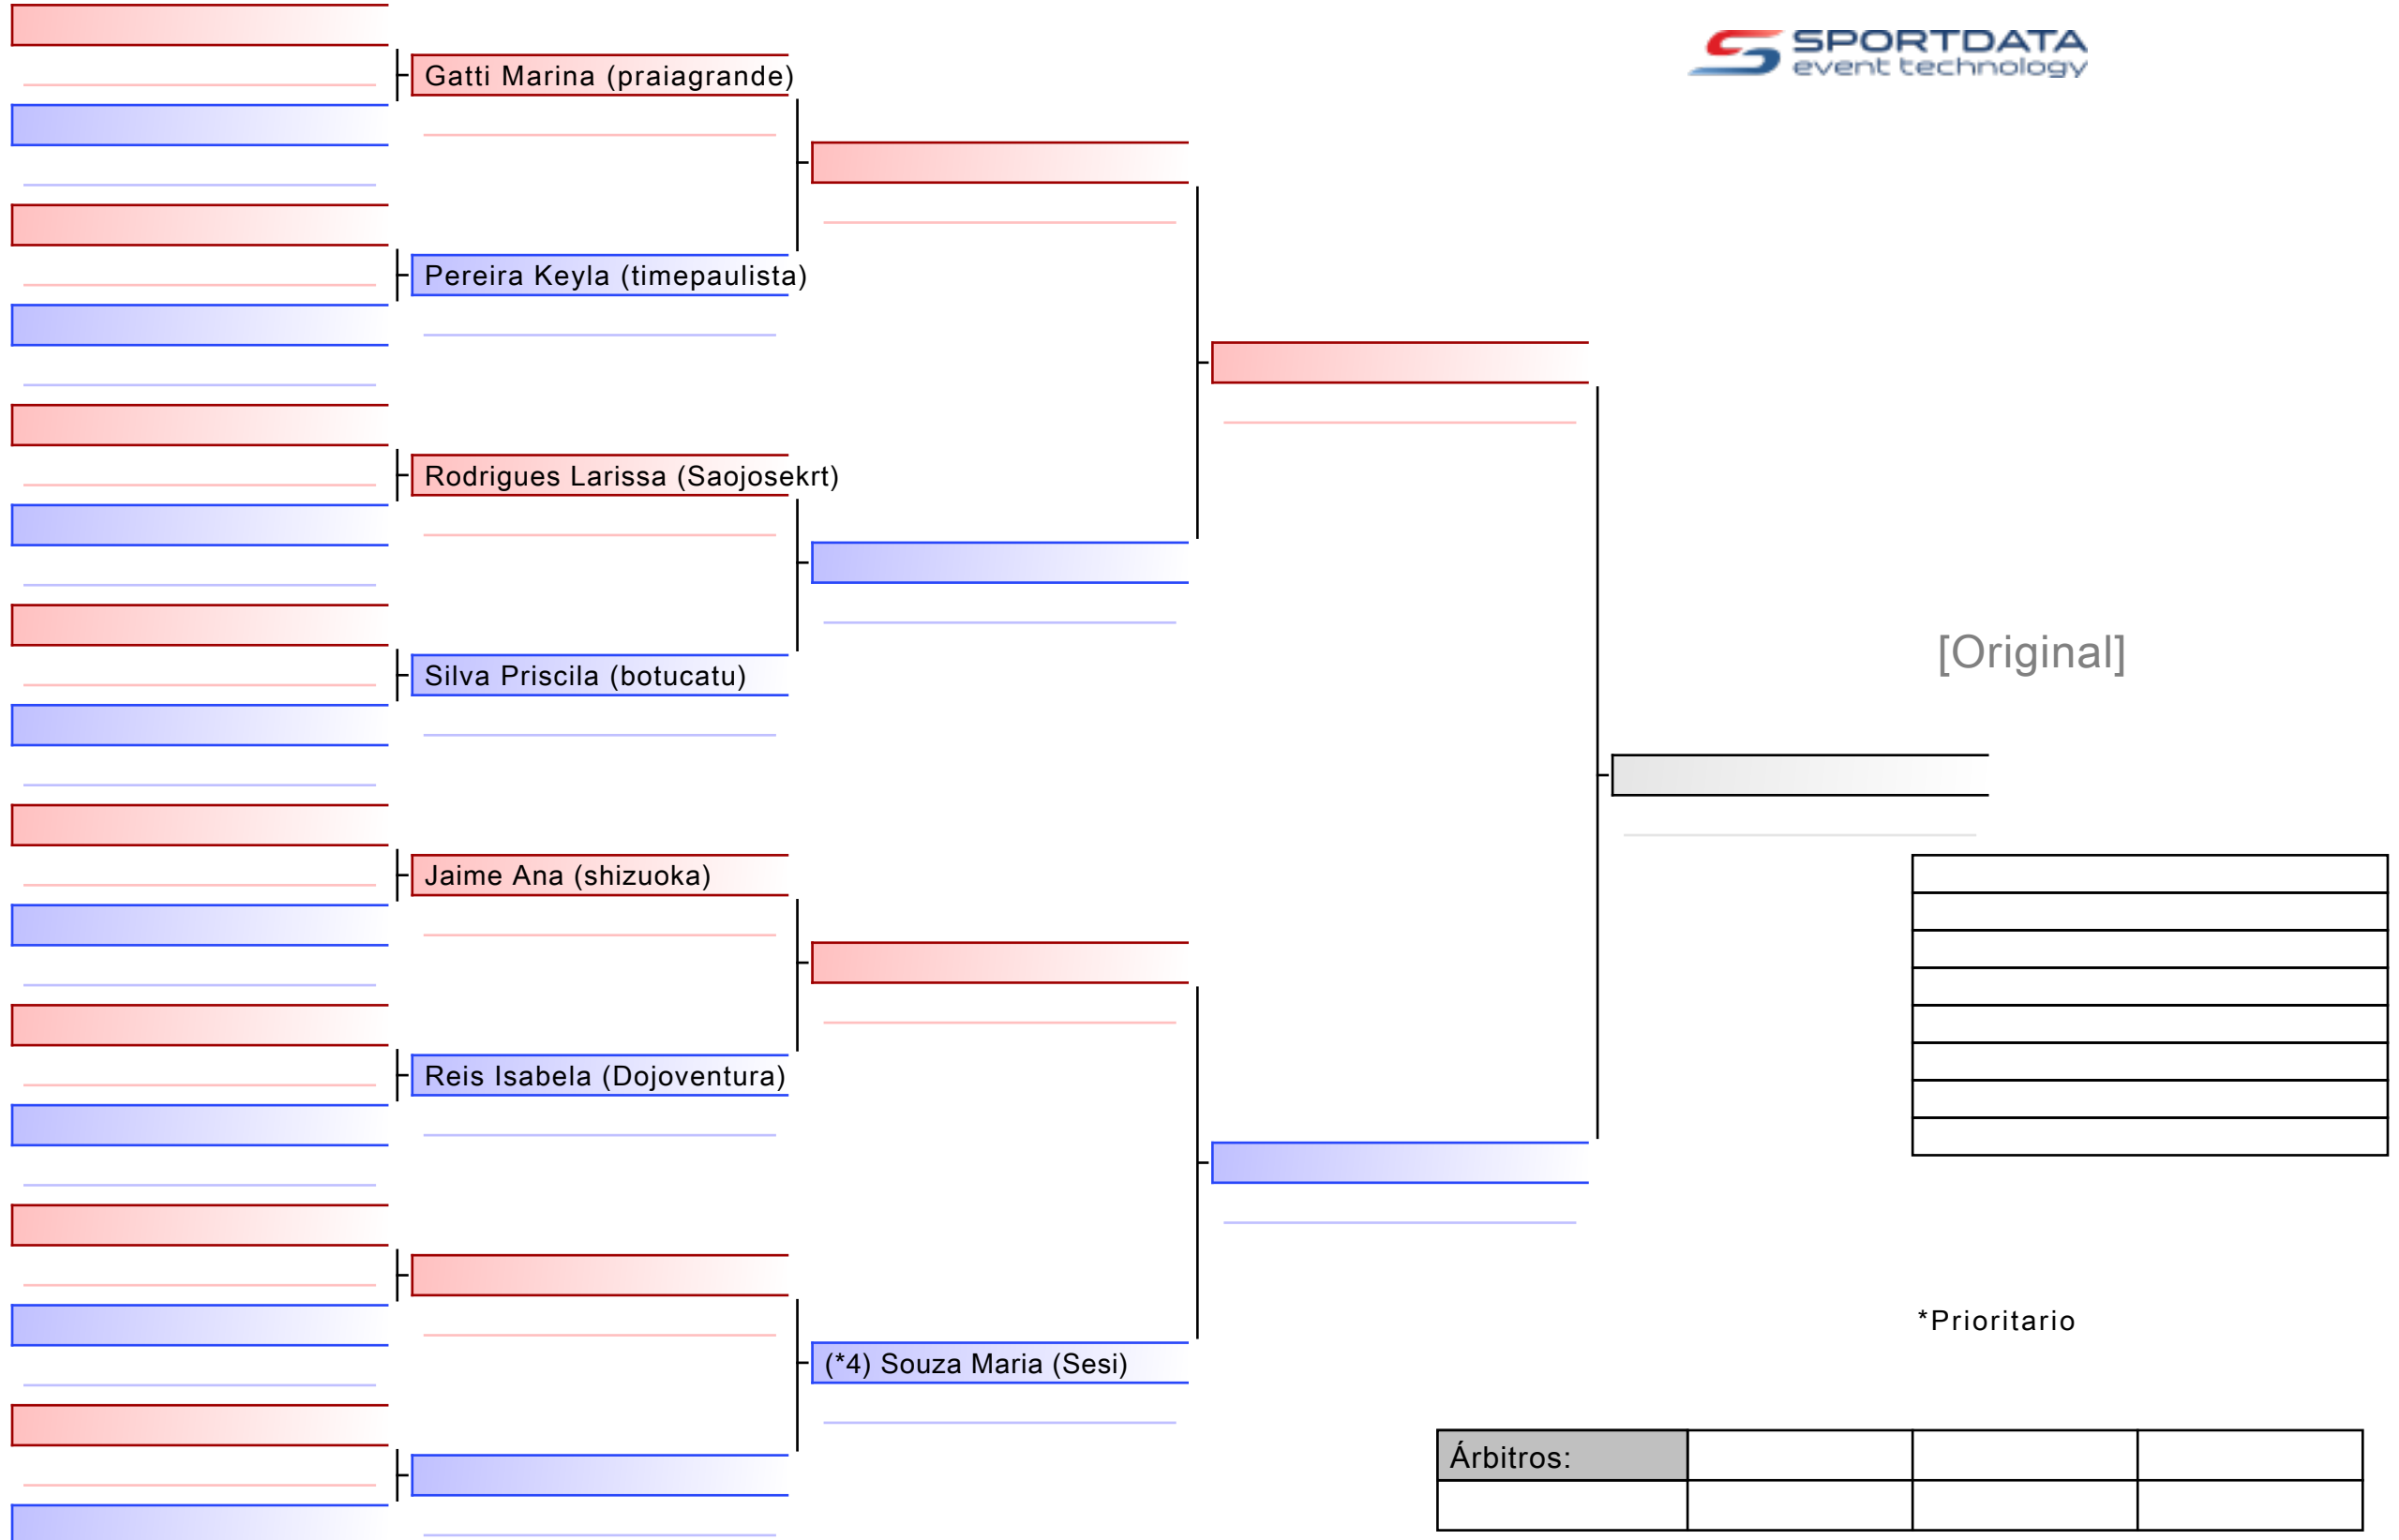 SPORTDATA
event technology
Gatti Marina (praiagrande)
Pereira Keyla (timepaulista)
Rodrigues Larissa (Saojosekrt)
[Original]
Silva Priscila (botucatu)
Jaime Ana (shizuoka)
Reis Isabela (Dojoventura)
*Prioritario
(*4) Souza Maria (Sesi)
Árbitros: